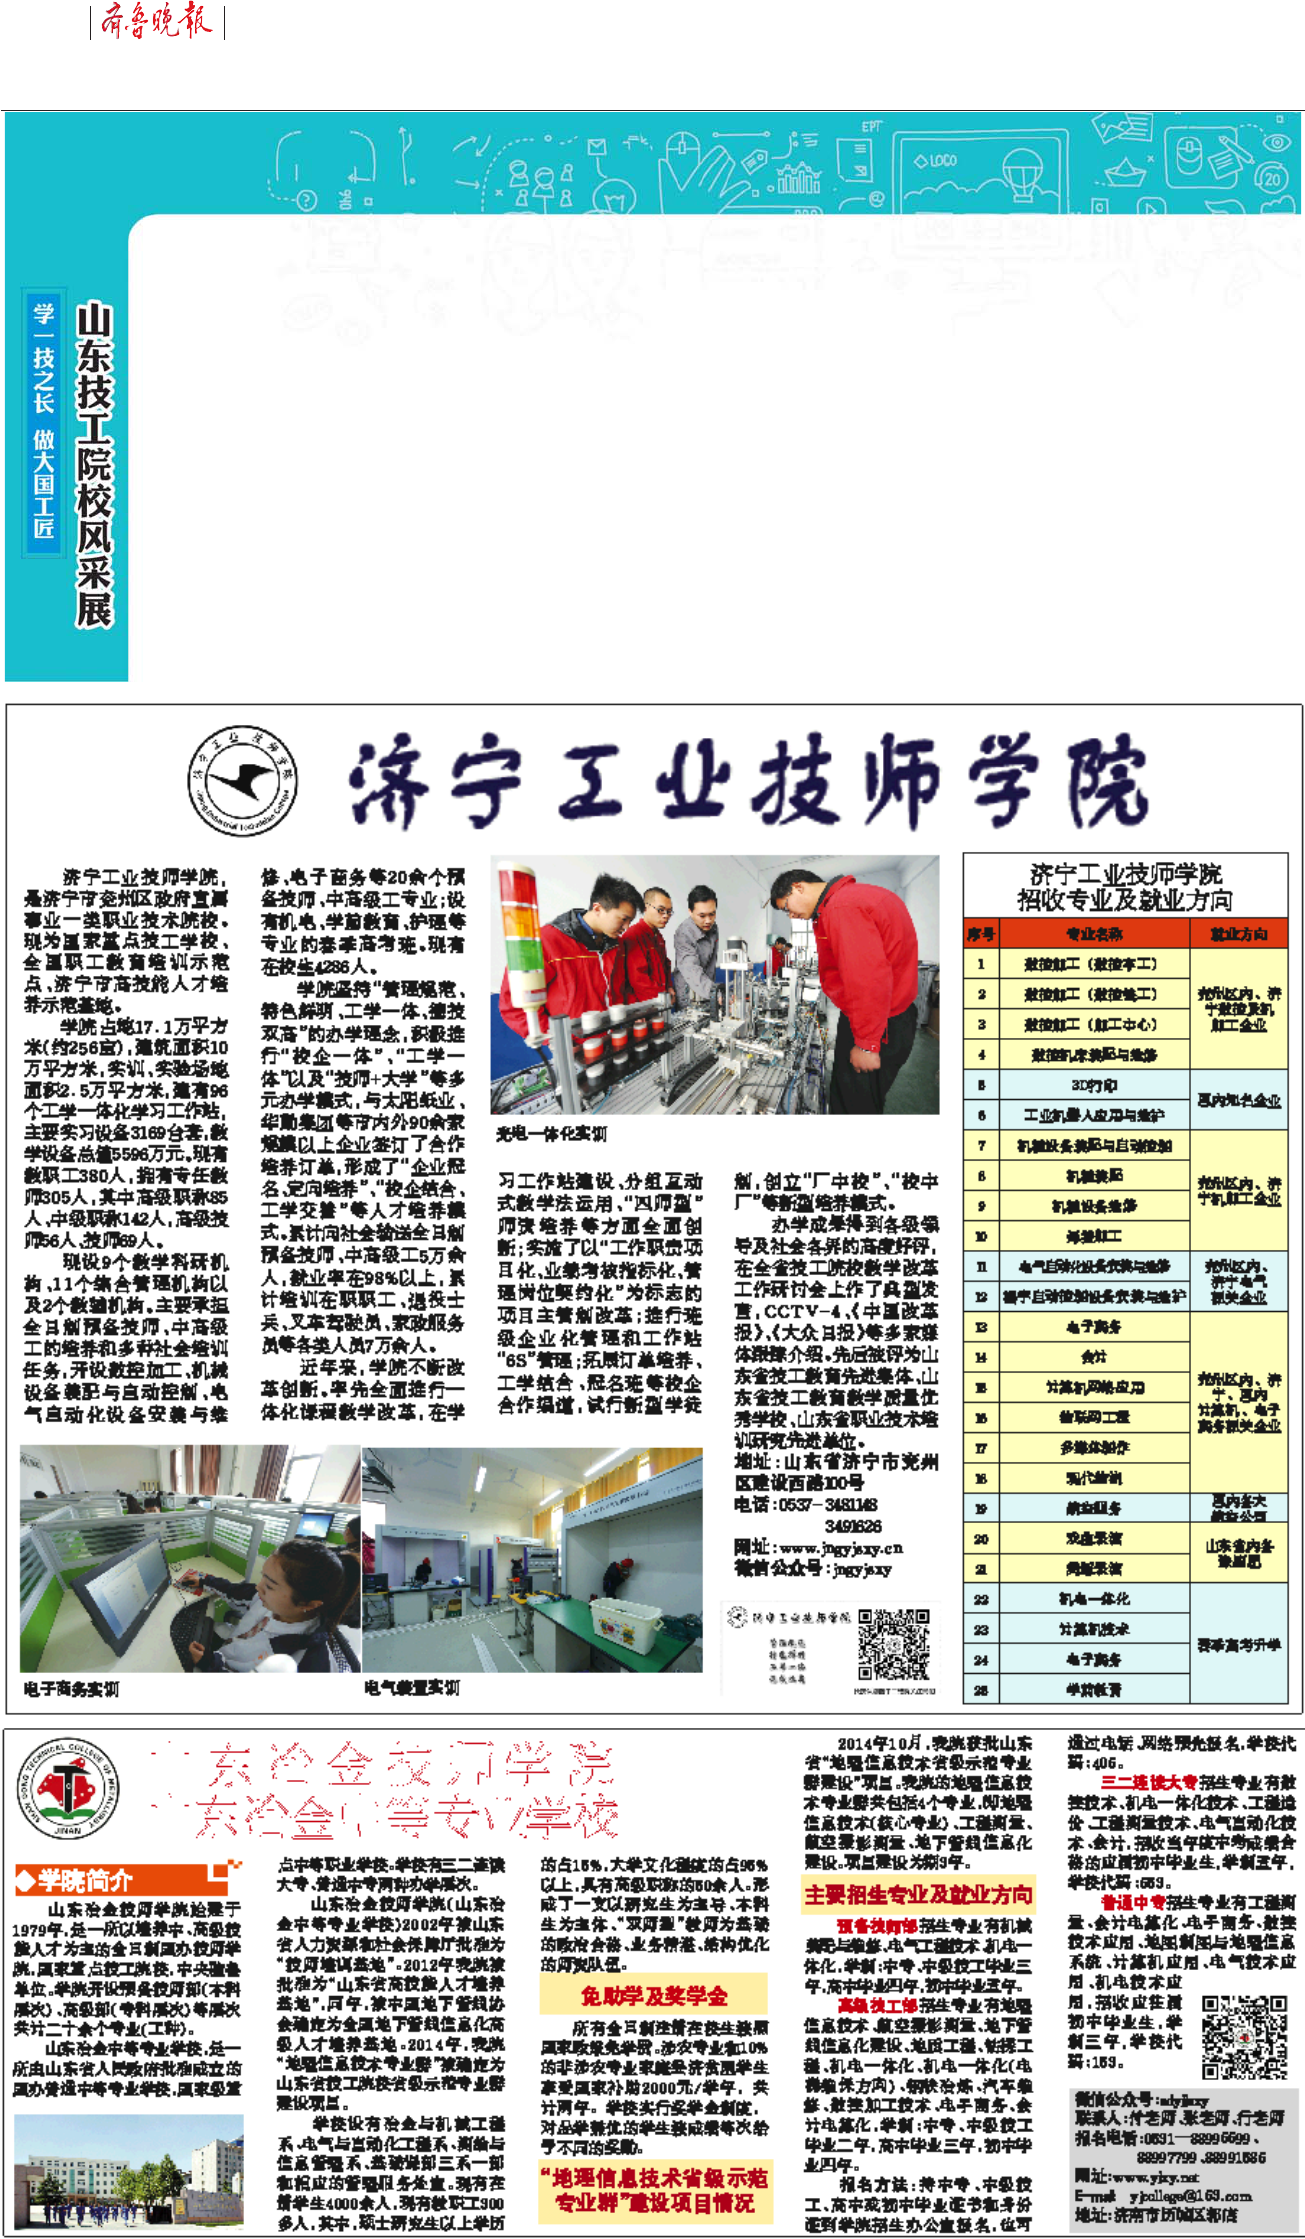 齐鲁晚报
EPT
LOGO
山东技工院校风采展
学一技之长 做大国工匠
济宁工业技师学院
济宁工业技师学院,
是济宁市兖州区政府直属
事业一类职业技术院校。
现为国家重点技工学校、
全国职工教育培训示范
点、济宁市高技能人才培
养示范基地。
学院占地17.1万平方
米(约256亩),建筑面积10
万平方米,实训、实验场地
面积2.5万平方米,建有96
个工学一体化学习工作站,
主要实习设备3169台套,教
学设备总值5596万元。现有
教职工380人,拥有专任教
师305人,其中高级职称85
人、中级职称142人,高级技
师56人、技师69人。
现设9个教学科研机
构、11个综合管理机构以
及2个教辅机构。主要承担
全日制预备技师、中高级
工的培养和多种社会培训
任务,开设数控加工、机械
设备装配与自动控制、电
气自动化设备安装与维
修、电子商务等20余个预
备技师、中高级工专业;设
有机电、学前教育、护理等
专业的春季高考班。现有
在校生4286人。
学院坚持“管理规范、
特色鲜明、工学一体、德技
双高”的办学理念,积极推
行“校企一体”、“工学一
体”以及“技师+大学”等多
元办学模式,与太阳纸业、
华勤集团等市内外90余家
规模以上企业签订了合作
培养订单,形成了“企业冠
名、定向培养”、“校企结合、
工学交替”等人才培养模
式。累计向社会输送全日制
预备技师、中高级工5万余
人,就业率在98%以上,累
计培训在职职工、退役士
兵、叉车驾驶员、家政服务
员等各类人员7万余人。
近年来,学院不断改
革创新。率先全面推行一
体化课程教学改革,在学
光电一体化实训
习工作站建设、分组互动
式教学法运用、“四师型”
师资培养等方面全面创
新;实施了以“工作职责项
目化、业绩考核指标化、管
理岗位契约化”为标志的
项目主管制改革;推行班
级企业化管理和工作站
“6S”管理;拓展订单培养、
工学结合、冠名班等校企
合作渠道,试行新型学徒
制,创立“厂中校”、“校中
厂”等新型培养模式。
办学成果得到各级领
导及社会各界的高度好评,
在全省技工院校教学改革
工作研讨会上作了典型发
言,CCTV-4、《中国改革
报》、《大众日报》等多家媒
体跟踪介绍。先后被评为山
东省技工教育先进集体、山
东省技工教育教学质量优
秀学校、山东省职业技术培
训研究先进单位。
地址:山东省济宁市兖州
区建设西路100号
电话:0537-3481148
3491626
网址:www.jngyjsxy.cn
微信公众号:jngyjsxy
电子商务实训
电气装置实训
济宁工业技师学院
济宁工业技师学院
招收专业及就业方向
序号 专业名称 就业方向
1 数控加工(数控车工)
2 数控加工(数控铣工)
3 数控加工(加工中心)
4 数控机床装配与维修
兖州区内、济
宁数控及机
加工企业
5 3D打印
6 工业机器人应用与维护
国内知名企业
7 机械设备装配与自动控制
8 机械装配
9 机械设备维修
10 焊接加工
兖州区内、济
宁机加工企业
11 电气自动化设备安装与维修
12 楼宇自动控制设备安装与维护
兖州区内、
济宁电气
相关企业
13 电子商务
14 会计
15 计算机网络应用
16 物联网工程
17 多媒体制作
18 现代物流
兖州区内、济
宁、国内
计算机、电子
商务相关企业
19 航空服务
国内各大
航空公司
20 戏曲表演
21 舞蹈表演
山东省内各
豫剧团
22 机电一体化
23 计算机技术
24 电子商务
25 学前教育
春季高考升学
SHAN DONG TECHNICAL COLLEGE OF METALLURGY
JINAN
山东冶金技师学院
山东冶金中等专业学校
学院简介
山东冶金技师学院始建于
1979年,是一所以培养中、高级技
能人才为主的全日制国办技师学
院,国家重点技工院校,中央储备
单位。学院开设预备技师部(本科
层次)、高级部(专科层次)等层次
共计二十余个专业(工种)。
山东冶金中等专业学校,是一
所由山东省人民政府批准成立的
国办普通中等专业学校,国家级重
点中等职业学校。学校有三二连读
大专、普通中专两种办学层次。
山东冶金技师学院(山东冶
金中等专业学校)2002年被山东
省人力资源和社会保障厅批准为
“技师培训基地”。2012年我院被
批准为“山东省高技能人才培养
基地”,同年,被中国地下管线协
会确定为全国地下管线信息化高
级人才培养基地。2014年,我院
“地理信息技术专业群”被确定为
山东省技工院校省级示范专业群
建设项目。
学校设有冶金与机械工程
系、电气与自动化工程系、测绘与
信息管理系、基础课部三系一部
和相应的管理服务处室。现有在
籍学生4000余人,现有教职工300
多人,其中,硕士研究生以上学历
的占15%,大学文化程度的占95%
以上,具有高级职称的60余人。形
成了一支以研究生为主导、本科
生为主体、“双师型”教师为基础
的政治合格、业务精湛、结构优化
的师资队伍。
免助学及奖学金
所有全日制注册在校生按照
国家政策免学费。涉农专业和10%
的非涉农专业家庭经济贫困学生
享受国家补助2000元/学年,共
计两年。学校实行奖学金制度,
对品学兼优的学生按成绩等次给
予不同的奖励。
“地理信息技术省级示范
专业群”建设项目情况
2014年10月,我院获批山东
省“地理信息技术省级示范专业
群建设”项目。我院的地理信息技
术专业群共包括4个专业,即地理
信息技术(核心专业)、工程测量、
航空摄影测量、地下管线信息化
建设。项目建设为期3年。
主要招生专业及就业方向
预备技师部招生专业有机械
装配与维修、电气工程技术、机电一
体化,学制:中专、中级技工毕业三
年,高中毕业四年,初中毕业五年。
高级技工部招生专业有地理
信息技术、航空摄影测量、地下管
线信息化建设、地质工程、钻探工
程、机电一体化、机电一体化(电
梯维保方向)、钢铁冶炼、汽车维
修、数控加工技术、电子商务、会
计电算化,学制:中专、中级技工
毕业二年,高中毕业三年,初中毕
业四年。
报名方法:持中专、中级技
工、高中或初中毕业证书和身份
证到学院招生办公室报名,也可
通过电话、网络预先报名,学校代
码:405。
三二连读大专招生专业有数
控技术、机电一体化技术、工程造
价、工程测量技术、电气自动化技
术、会计,招收当年度中考成绩合
格的应届初中毕业生,学制五年,
学校代码:553。
普通中专招生专业有工程测
量、会计电算化、电子商务、数控
技术应用、地图制图与地理信息
系统、计算机应用、电气技术应
用、机电技术应
用,招收应往届
初中毕业生,学
制三年,学校代
码:153。
微信公众号:sdyjjsxy
联系人:付老师、张老师、行老师
报名电话:0531—88996699、
88997799、88991585
网址:www.yjxy.net
E-mail: yjcollege@163.com
地址:济南市历城区郭店